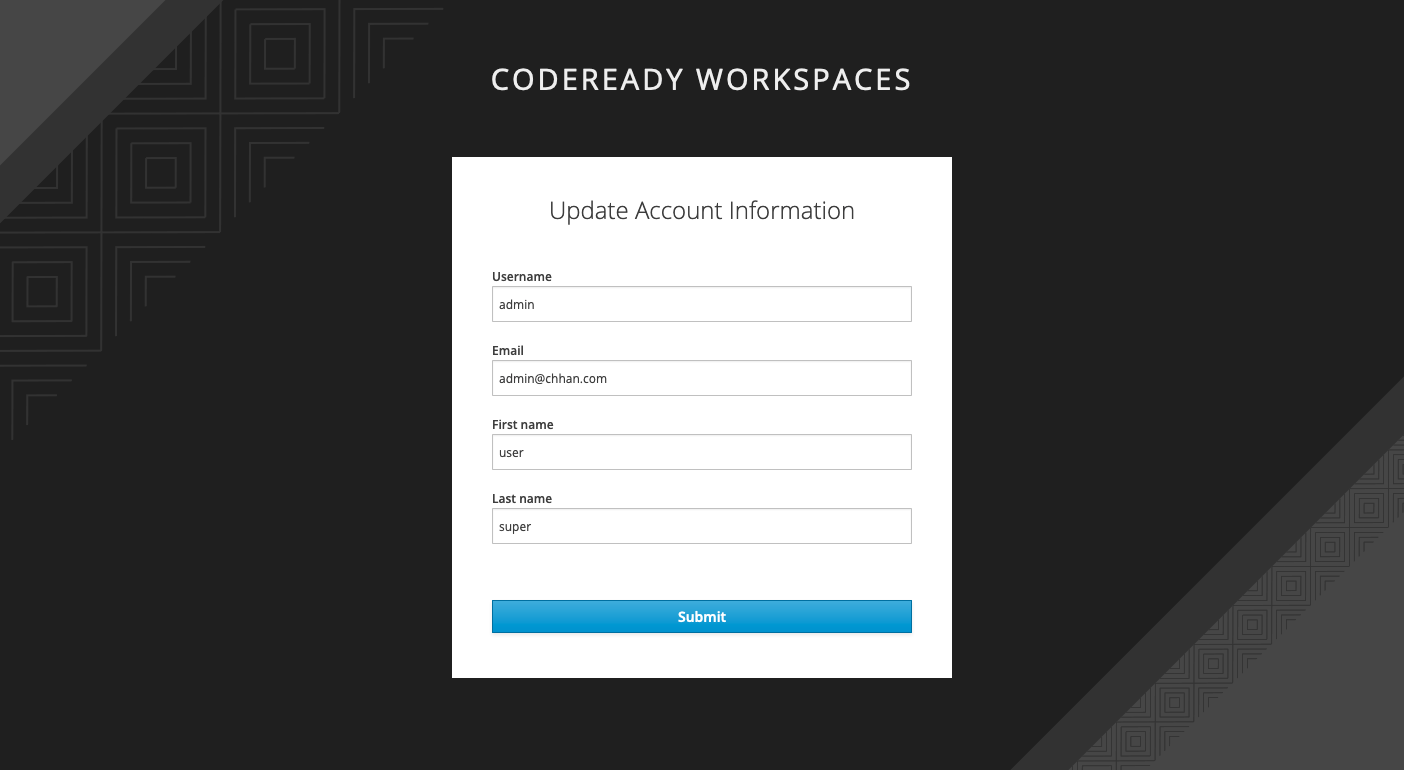 CODEREADY WORKSPACES
Update Account Information
Username
admin
Email
admin@chhan.com
First name
user
Last name
super
Submit